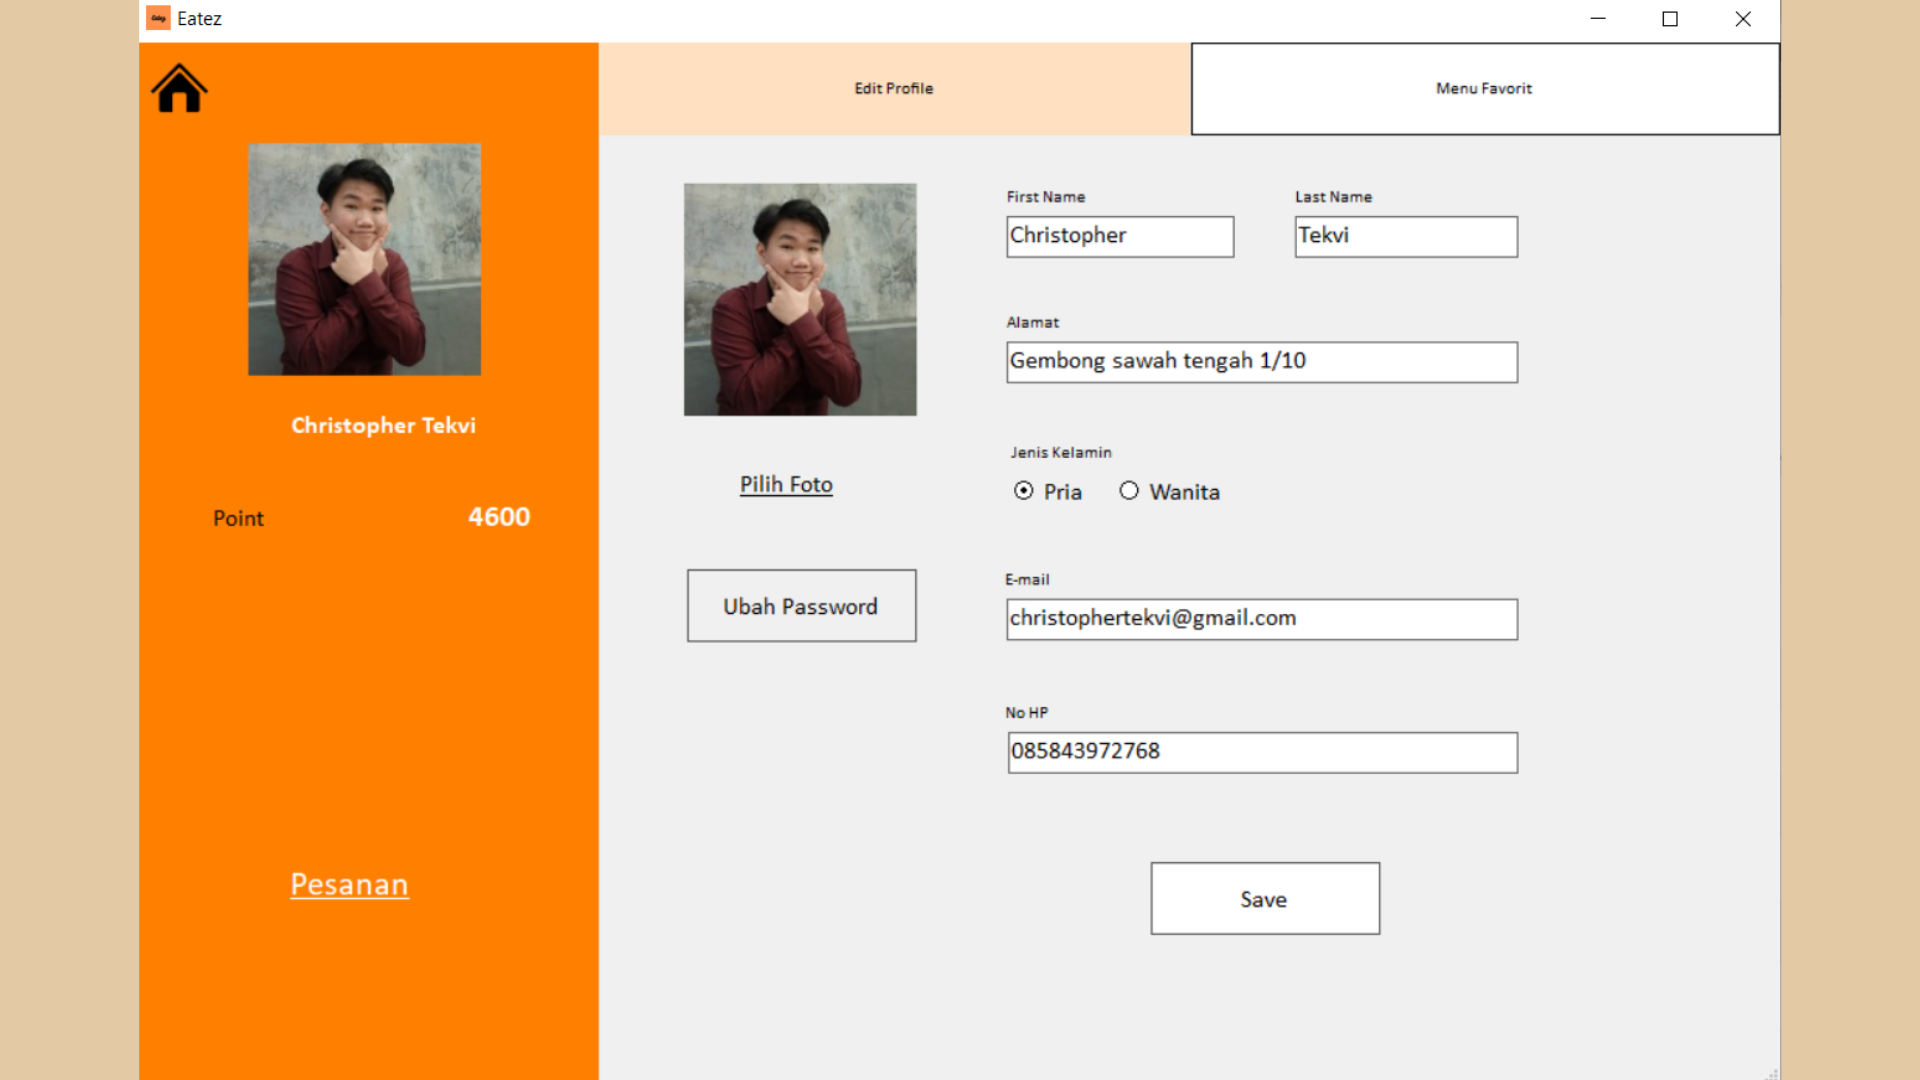 Eatez
Edit Profile
Menu Favorit
Christopher Tekvi
Point 4600
Pesanan
Pilih Foto
Ubah Password
First Name
Last Name
Christopher
Tekvi
Alamat
Gembong sawah tengah 1/10
Jenis Kelamin
Pria
Wanita
E-mail
christophertekvi@gmail.com
No HP
085843972768
Save